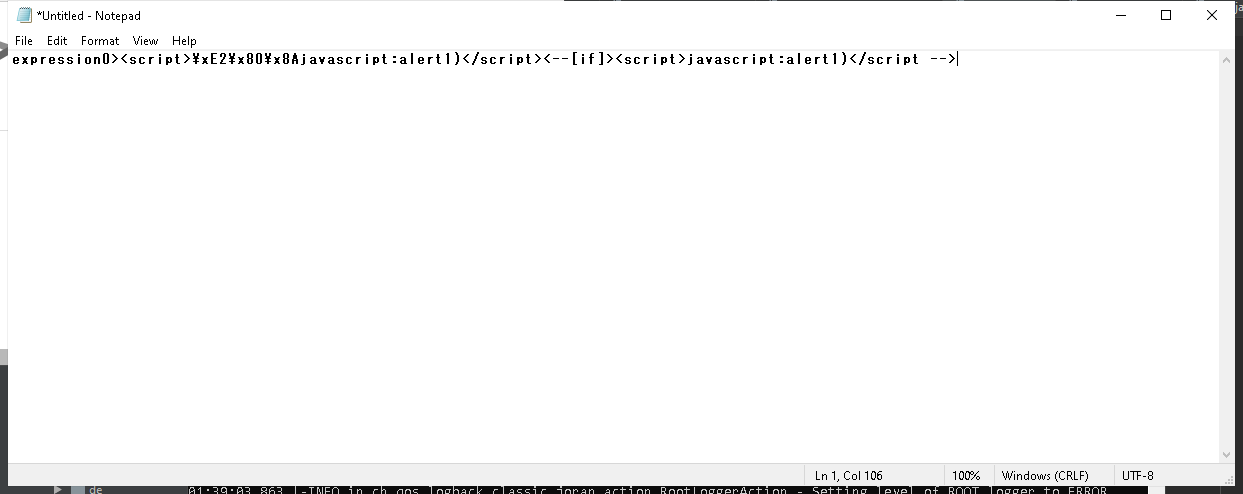 *Untitled - Notepad
File Edit Format View Help
expression0><script>¥xE2¥x80¥x8Ajavascript:alert1)</script><--[if]><script>javascript:alert1)</script -->
Ln 1, Col 106 100% Windows (CRLF) UTF-8
de 01:39:03,863 |-INFO in ch.qos.logback.classic.joran.action.RootLoggerAction - Setting level of ROOT logger to ERROR